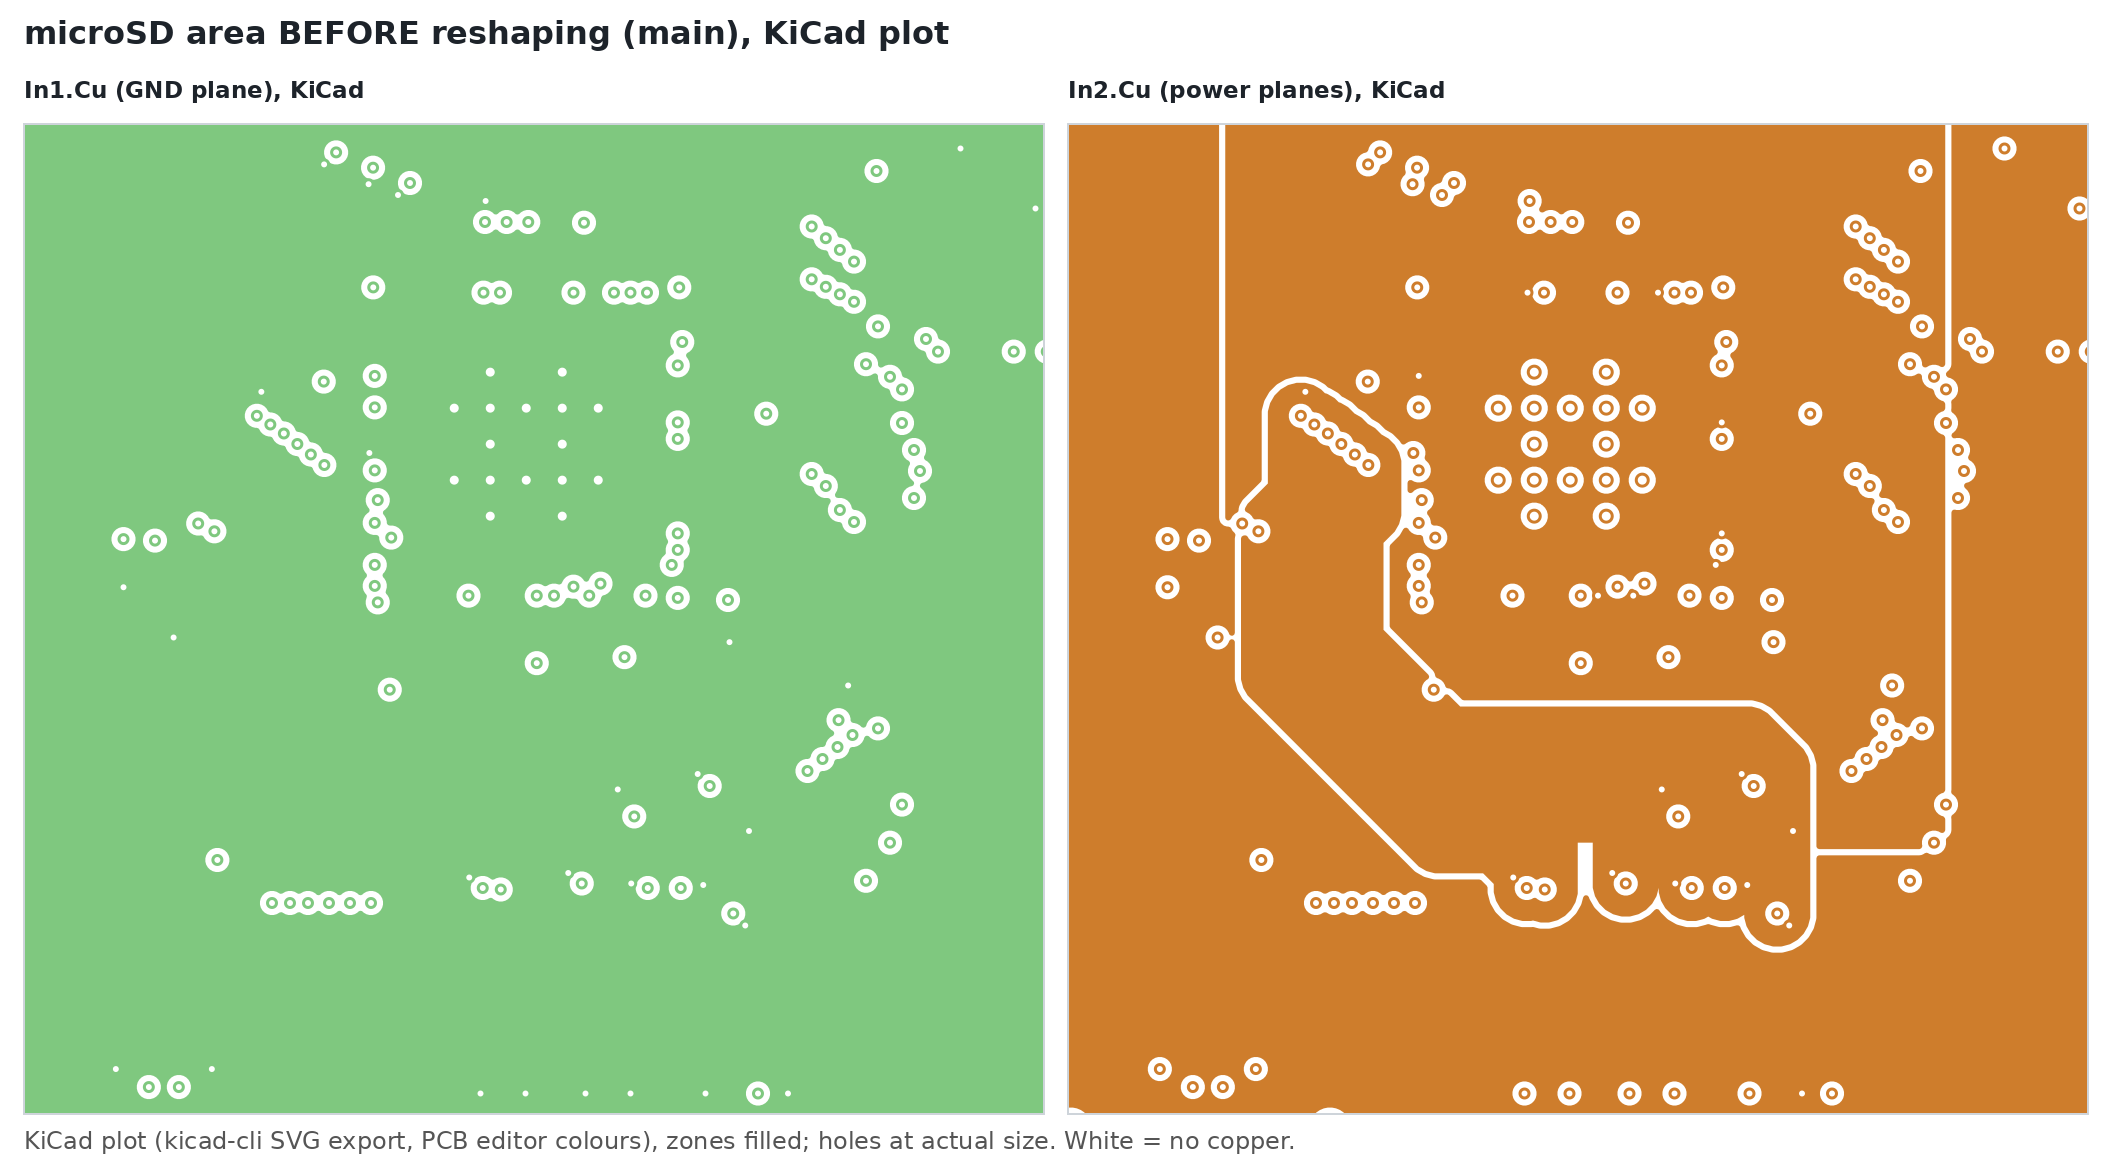 microSD area BEFORE reshaping (main), KiCad plot
In1.Cu (GND plane), KiCad
In2.Cu (power planes), KiCad
KiCad plot (kicad-cli SVG export, PCB editor colours), zones filled; holes at actual size. White = no copper.